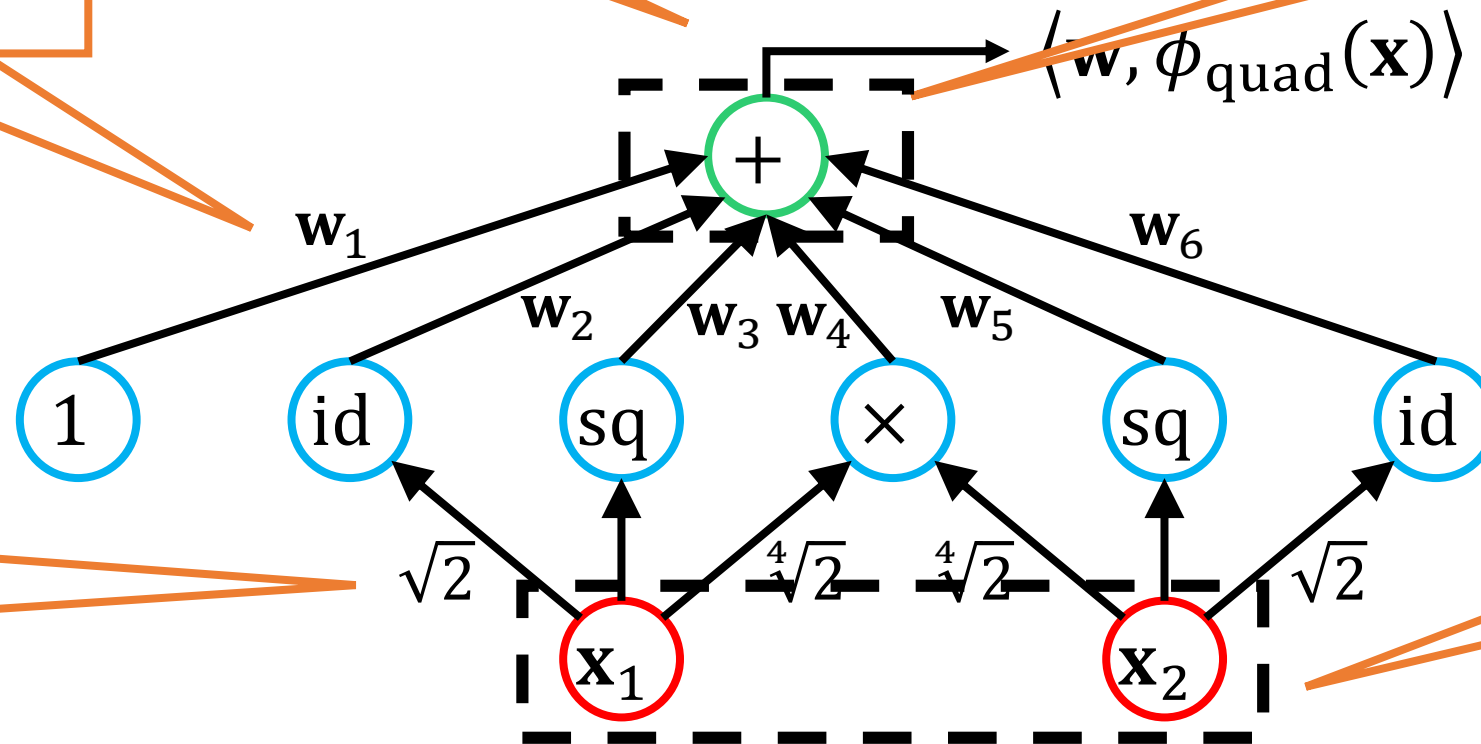 ⟨w, ϕquad(x)⟩
+
w₁
w₆
w₂
w₃
w₄
w₅
1
id
sq
×
sq
id
√2
∜2
∜2
√2
x₁
x₂